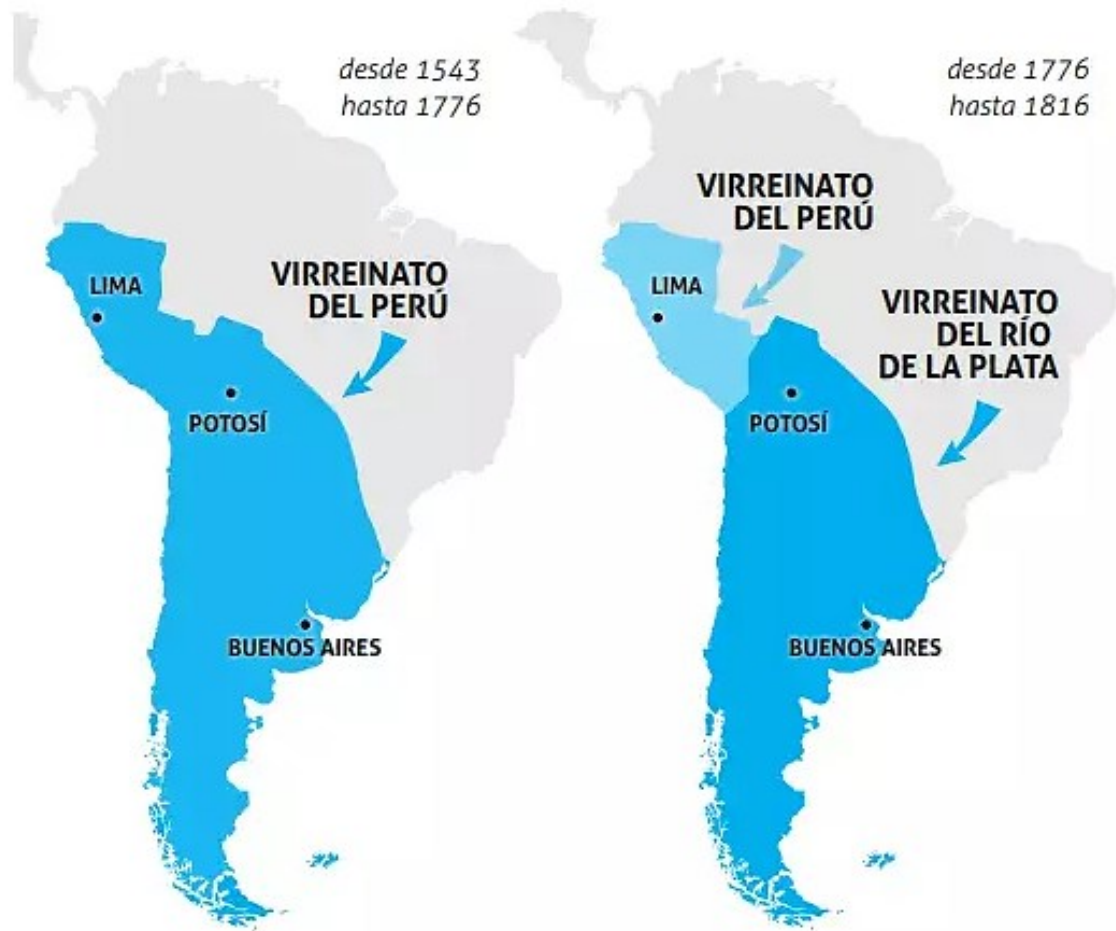 desde 1543
hasta 1776
VIRREINATO
DEL PERÚ
LIMA
POTOSÍ
BUENOS AIRES
desde 1776
hasta 1816
VIRREINATO
DEL PERÚ
LIMA
VIRREINATO
DEL RÍO
DE LA PLATA
POTOSÍ
BUENOS AIRES